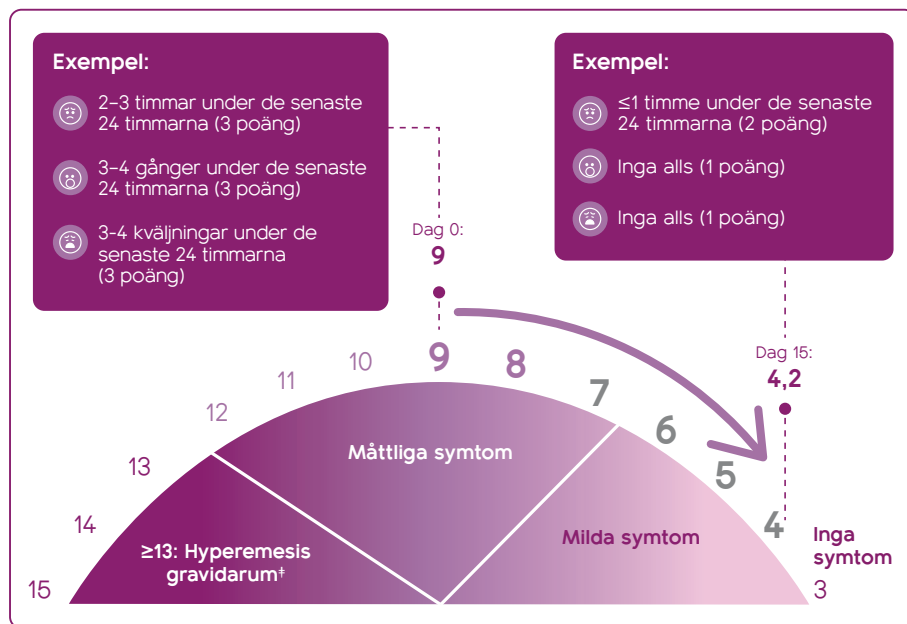 Exempel:
2–3 timmar under de senaste
24 timmarna (3 poäng)
3–4 gånger under de senaste
24 timmarna (3 poäng)
3-4 kväljningar under de
senaste 24 timmarna
(3 poäng)
Exempel:
≤1 timme under de senaste
24 timmarna (2 poäng)
Inga alls (1 poäng)
Inga alls (1 poäng)
Dag 0:
9
Dag 15:
4,2
15
14
13
12
11
10
9
8
7
6
5
4
3
Måttliga symtom
≥13: Hyperemesis
gravidarum‡
Milda symtom
Inga
symtom